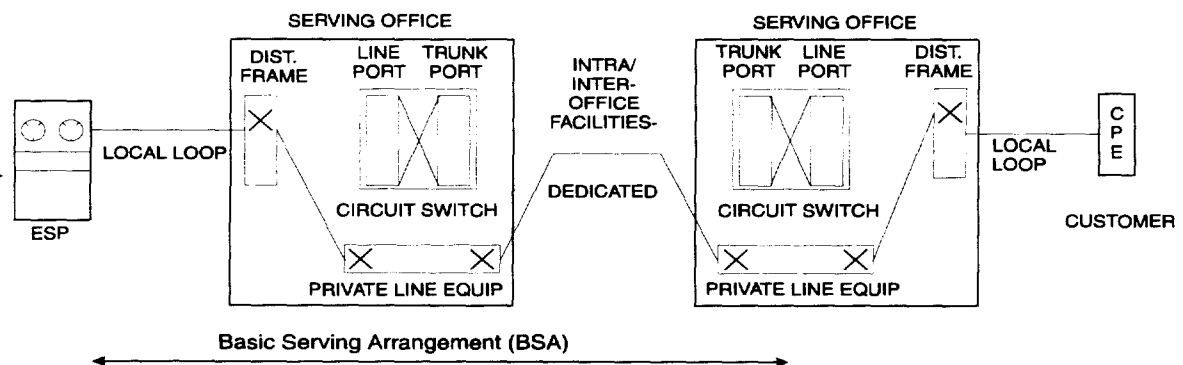 SERVING OFFICE
SERVING OFFICE
DIST.
FRAME
LINE
PORT
TRUNK
PORT
INTRA/
INTER-
OFFICE
FACILITIES-
DEDICATED
TRUNK
PORT
LINE
PORT
DIST.
FRAME
LOCAL LOOP
LOCAL
LOOP
C
P
E
ESP
CIRCUIT SWITCH
CIRCUIT SWITCH
CUSTOMER
PRIVATE LINE EQUIP
PRIVATE LINE EQUIP
Basic Serving Arrangement (BSA)